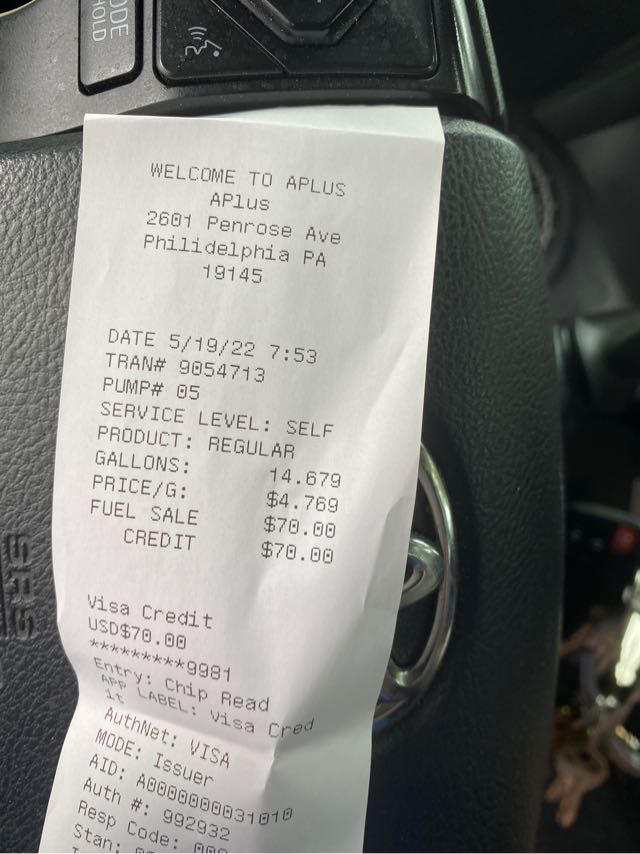 MODE
HOLD
WELCOME TO APLUS
APlus
2601 Penrose Ave
Philidelphia PA
19145
DATE 5/19/22 7:53
TRAN# 9054713
PUMP# 05
SERVICE LEVEL: SELF
PRODUCT: REGULAR
GALLONS: 14.679
PRICE/G: $4.769
FUEL SALE $70.00
CREDIT $70.00
Visa Credit
USD$70.00
*********9981
Entry: Chip Read
APP LABEL: Visa Cred
it
AuthNet: VISA
MODE: Issuer
AID: A0000000031010
Auth #: 992932
Resp Code:
Stan:
SRS